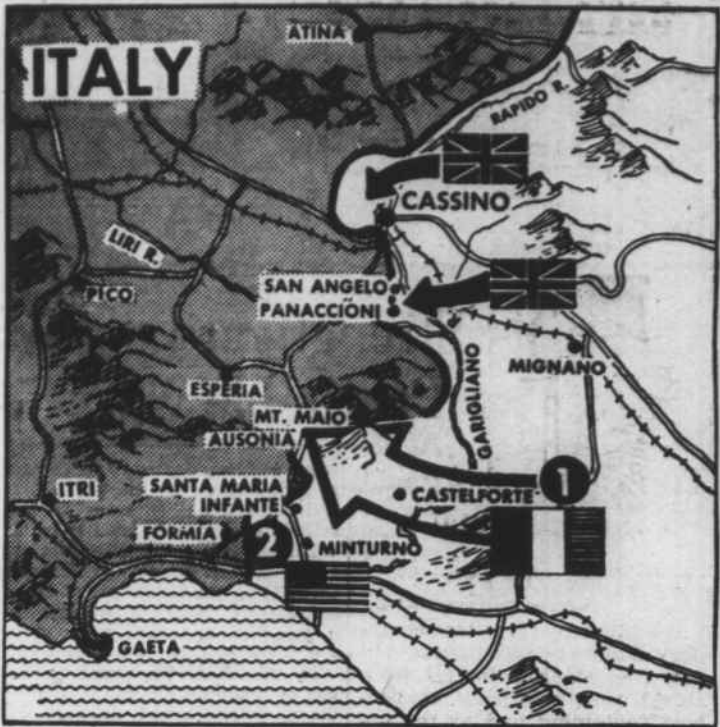 ATINA
ITALY
RAPIDO R.
CASSINO
LIRI R.
SAN ANGELO
PANACCIONI
PICO
MIGNANO
ESPERIA
GARIGLIANO
MT. MAIO
AUSONIA
ITRI
SANTA MARIA
INFANTE
CASTELFORTE
1
FORMIA
2
MINTURNO
GAETA